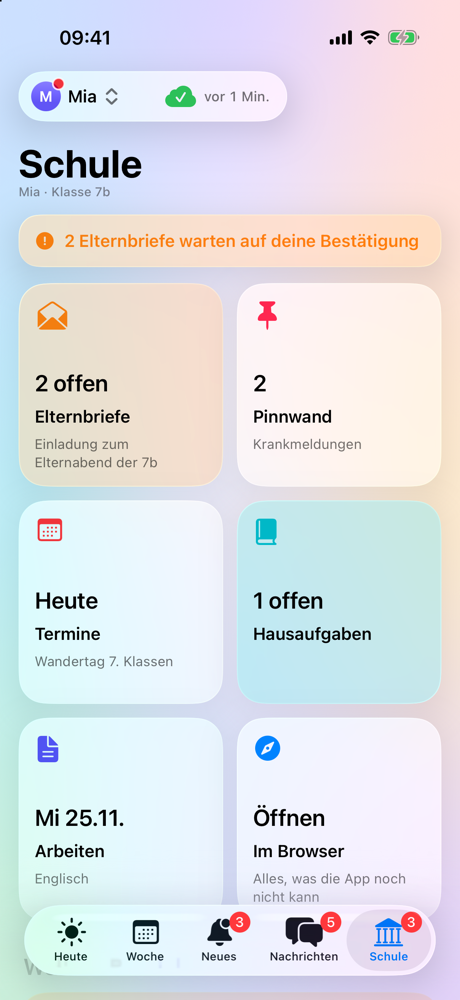 09:41
M Mia vor 1 Min.
Schule
Mia · Klasse 7b
2 Elternbriefe warten auf deine Bestätigung
2 offen
Elternbriefe
Einladung zum
Elternabend der 7b
2
Pinnwand
Krankmeldungen
Heute
Termine
Wandertag 7. Klassen
1 offen
Hausaufgaben
Mi 25.11.
Arbeiten
Englisch
Öffnen
Im Browser
Alles, was die App noch
nicht kann
Heute
Woche
3
Neues
5
Nachrichten
3
Schule